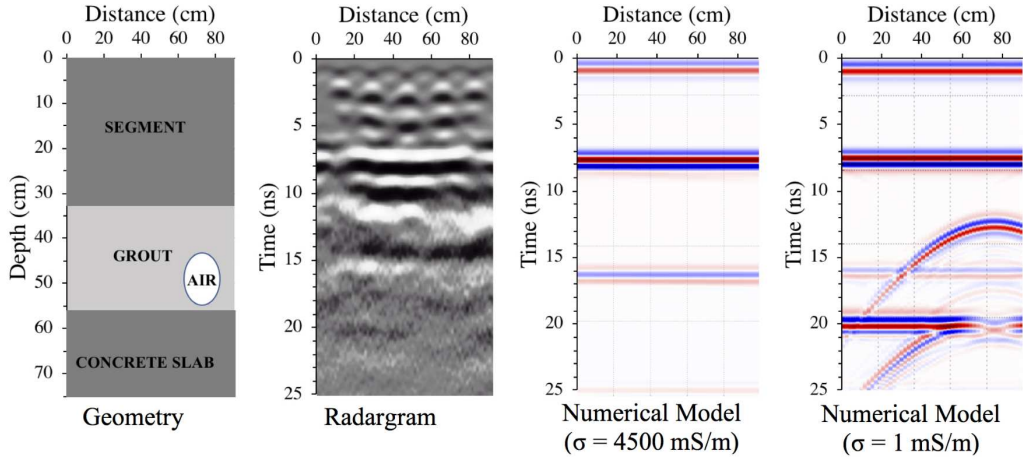 Distance (cm)
0 20 40 60 80
0
10
20
30
40
50
60
70
Depth (cm)
SEGMENT
GROUT
AIR
CONCRETE SLAB
Geometry
Distance (cm)
0 20 40 60 80
0
5
10
15
20
25
Time (ns)
Radargram
Distance (cm)
0 20 40 60 80
0
5
10
15
20
25
Time (ns)
Numerical Model
(σ = 4500 mS/m)
Distance (cm)
0 20 40 60 80
0
5
10
15
20
25
Time (ns)
Numerical Model
(σ = 1 mS/m)